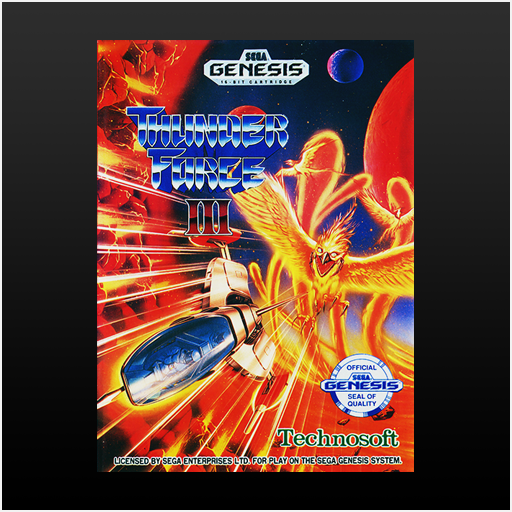 SEGA
GENESIS
16-BIT CARTRIDGE
THUNDER
FORCE
III
OFFICIAL
SEGA
GENESIS
SEAL OF
QUALITY
Technosoft
LICENSED BY SEGA ENTERPRISES LTD. FOR PLAY ON THE SEGA GENESIS SYSTEM.